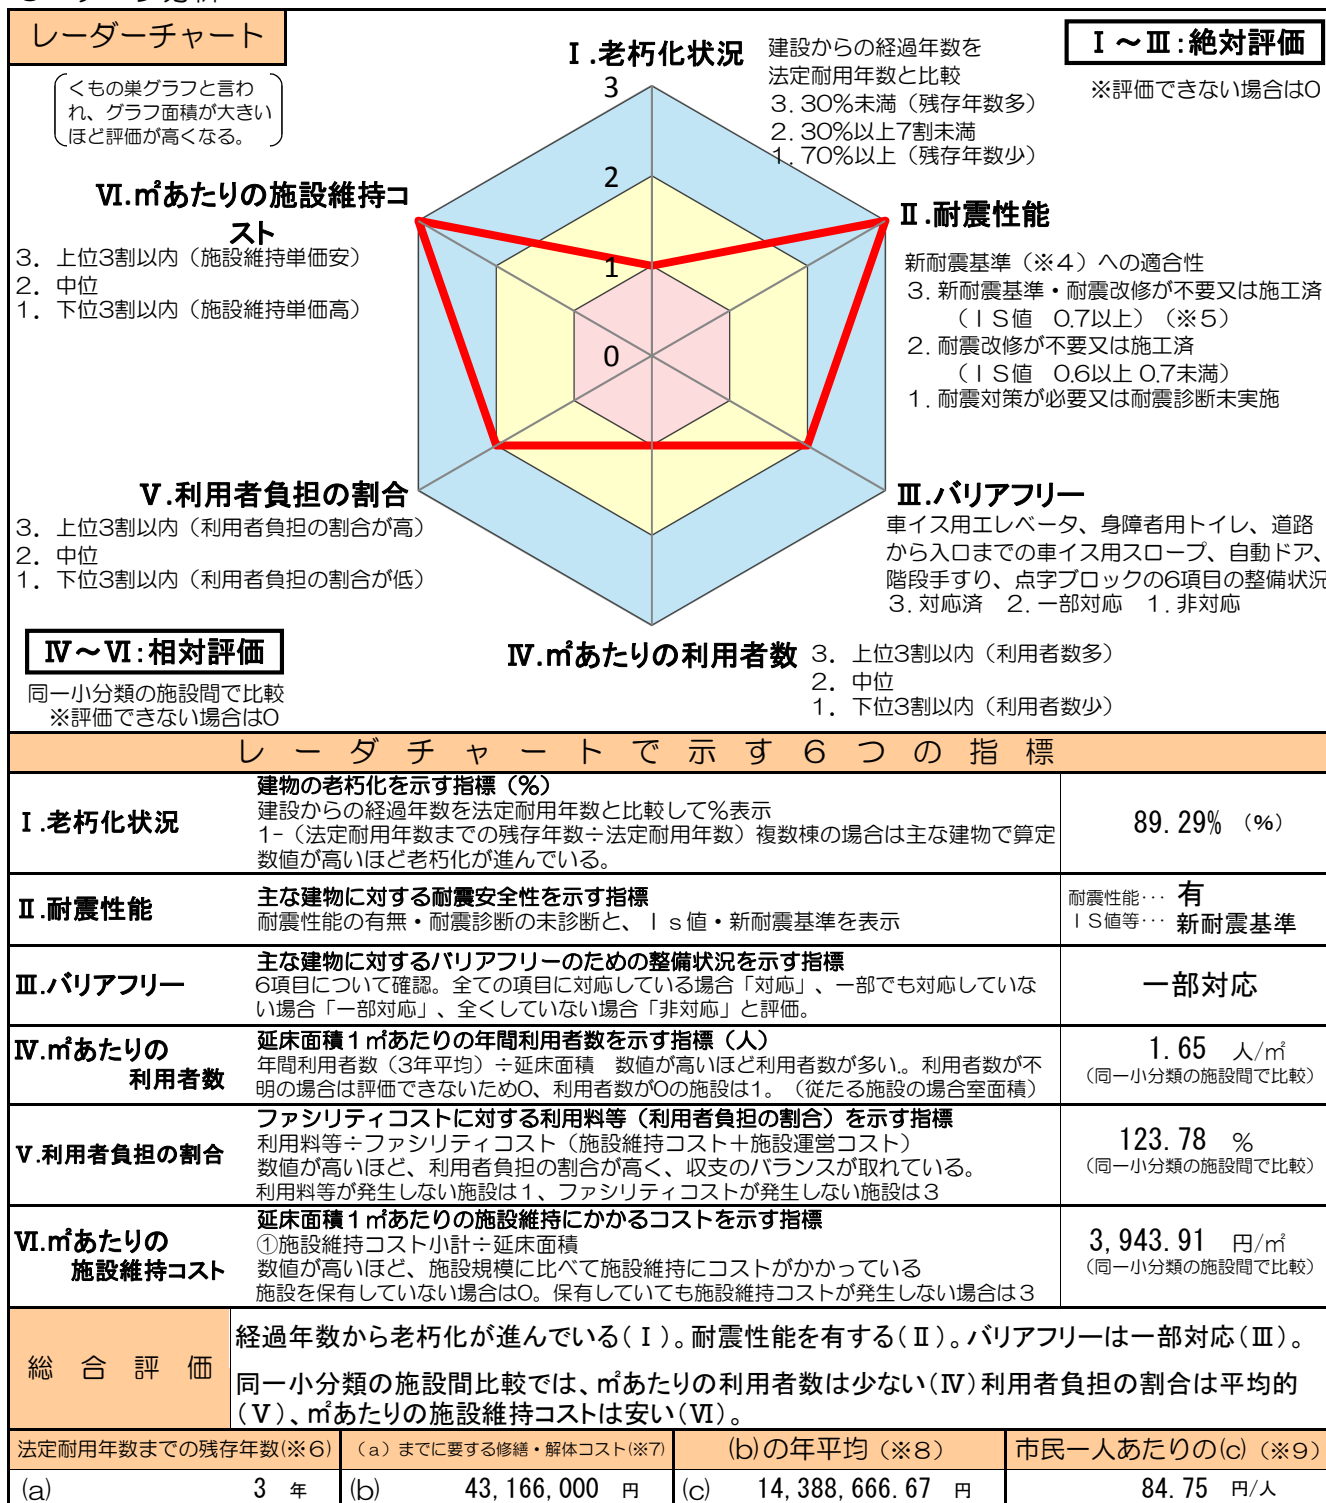 レーダーチャート
くもの巣グラフと言わ
れ、グラフ面積が大きい
ほど評価が高くなる。
Ⅰ.老朽化状況
建設からの経過年数を
法定耐用年数と比較
3.30%未満（残存年数多）
2.30%以上7割未満
1.70%以上（残存年数少）
Ⅰ～Ⅲ:絶対評価
※評価できない場合は0
3
2
1
0
Ⅵ.㎡あたりの施設維持コ
スト
3．上位3割以内（施設維持単価安）
2．中位
1．下位3割以内（施設維持単価高）
Ⅱ.耐震性能
新耐震基準（※4）への適合性
3.新耐震基準・耐震改修が不要又は施工済
（ＩＳ値　0.7以上）（※5）
2.耐震改修が不要又は施工済
（ＩＳ値　0.6以上 0.7未満）
1.耐震対策が必要又は耐震診断未実施
Ⅴ.利用者負担の割合
3．上位3割以内（利用者負担の割合が高）
2．中位
1．下位3割以内（利用者負担の割合が低）
Ⅲ.バリアフリー
車イス用エレベータ、身障者用トイレ、道路
から入口までの車イス用スロープ、自動ドア、
階段手すり、点字ブロックの6項目の整備状況
3.対応済　2.一部対応　1.非対応
Ⅳ～Ⅵ:相対評価
同一小分類の施設間で比較
※評価できない場合は0
Ⅳ.㎡あたりの利用者数
3．上位3割以内（利用者数多）
2．中位
1．下位3割以内（利用者数少）
レーダチャートで示す6つの指標
Ⅰ.老朽化状況
建物の老朽化を示す指標（%）
建設からの経過年数を法定耐用年数と比較して%表示
1-（法定耐用年数までの残存年数÷法定耐用年数）複数棟の場合は主な建物で算定
数値が高いほど老朽化が進んでいる。
89.29% （%）
Ⅱ.耐震性能
主な建物に対する耐震安全性を示す指標
耐震性能の有無・耐震診断の未診断と、Ｉｓ値・新耐震基準を表示
耐震性能… 有
ＩＳ値等… 新耐震基準
Ⅲ.バリアフリー
主な建物に対するバリアフリーのための整備状況を示す指標
6項目について確認。全ての項目に対応している場合「対応」、一部でも対応していな
い場合「一部対応」、全くしていない場合「非対応」と評価。
一部対応
Ⅳ.㎡あたりの
利用者数
延床面積１㎡あたりの年間利用者数を示す指標（人）
年間利用者数（3年平均）÷延床面積　数値が高いほど利用者数が多い。利用者数が不
明の場合は評価できないため0、利用者数が0の施設は1。（従たる施設の場合室面積）
1.65 人/㎡
（同一小分類の施設間で比較）
Ⅴ.利用者負担の割合
ファシリティコストに対する利用料等（利用者負担の割合）を示す指標
利用料等÷ファシリティコスト（施設維持コスト＋施設運営コスト）
数値が高いほど、利用者負担の割合が高く、収支のバランスが取れている。
利用料等が発生しない施設は１、ファシリティコストが発生しない施設は３
123.78 %
（同一小分類の施設間で比較）
Ⅵ.㎡あたりの
施設維持コスト
延床面積１㎡あたりの施設維持にかかるコストを示す指標
①施設維持コスト小計÷延床面積
数値が高いほど、施設規模に比べて施設維持にコストがかかっている
施設を保有していない場合は0。保有していても施設維持コストが発生しない場合は３
3,943.91 円/㎡
（同一小分類の施設間で比較）
総合評価
経過年数から老朽化が進んでいる(Ⅰ)。耐震性能を有する(Ⅱ)。バリアフリーは一部対応(Ⅲ)。
同一小分類の施設間比較では、㎡あたりの利用者数は少ない(Ⅳ)利用者負担の割合は平均的
(Ⅴ)、㎡あたりの施設維持コストは安い(Ⅵ)。
法定耐用年数までの残存年数(※6)
（a）までに要する修繕・解体コスト(※7)
(b)の年平均（※8）
市民一人あたりの(c)（※9）
(a) 3 年
(b) 43,166,000 円
(c) 14,388,666.67 円
84.75 円/人